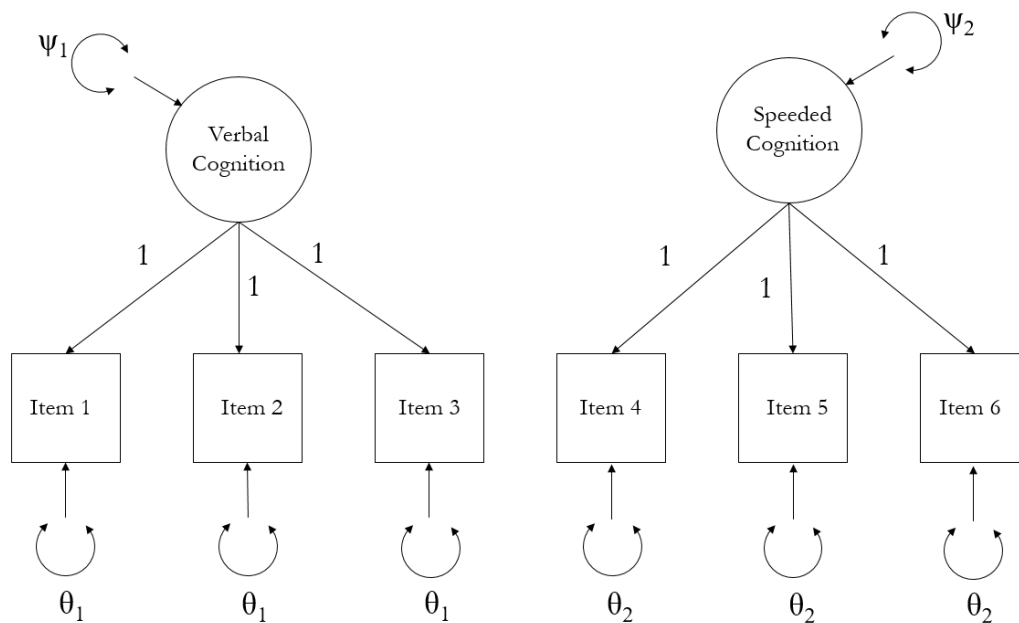 ψ1
ψ2
Verbal
Cognition
Speeded
Cognition
1
1
1
1
1
1
Item 1
Item 2
Item 3
Item 4
Item 5
Item 6
θ1
θ1
θ1
θ2
θ2
θ2